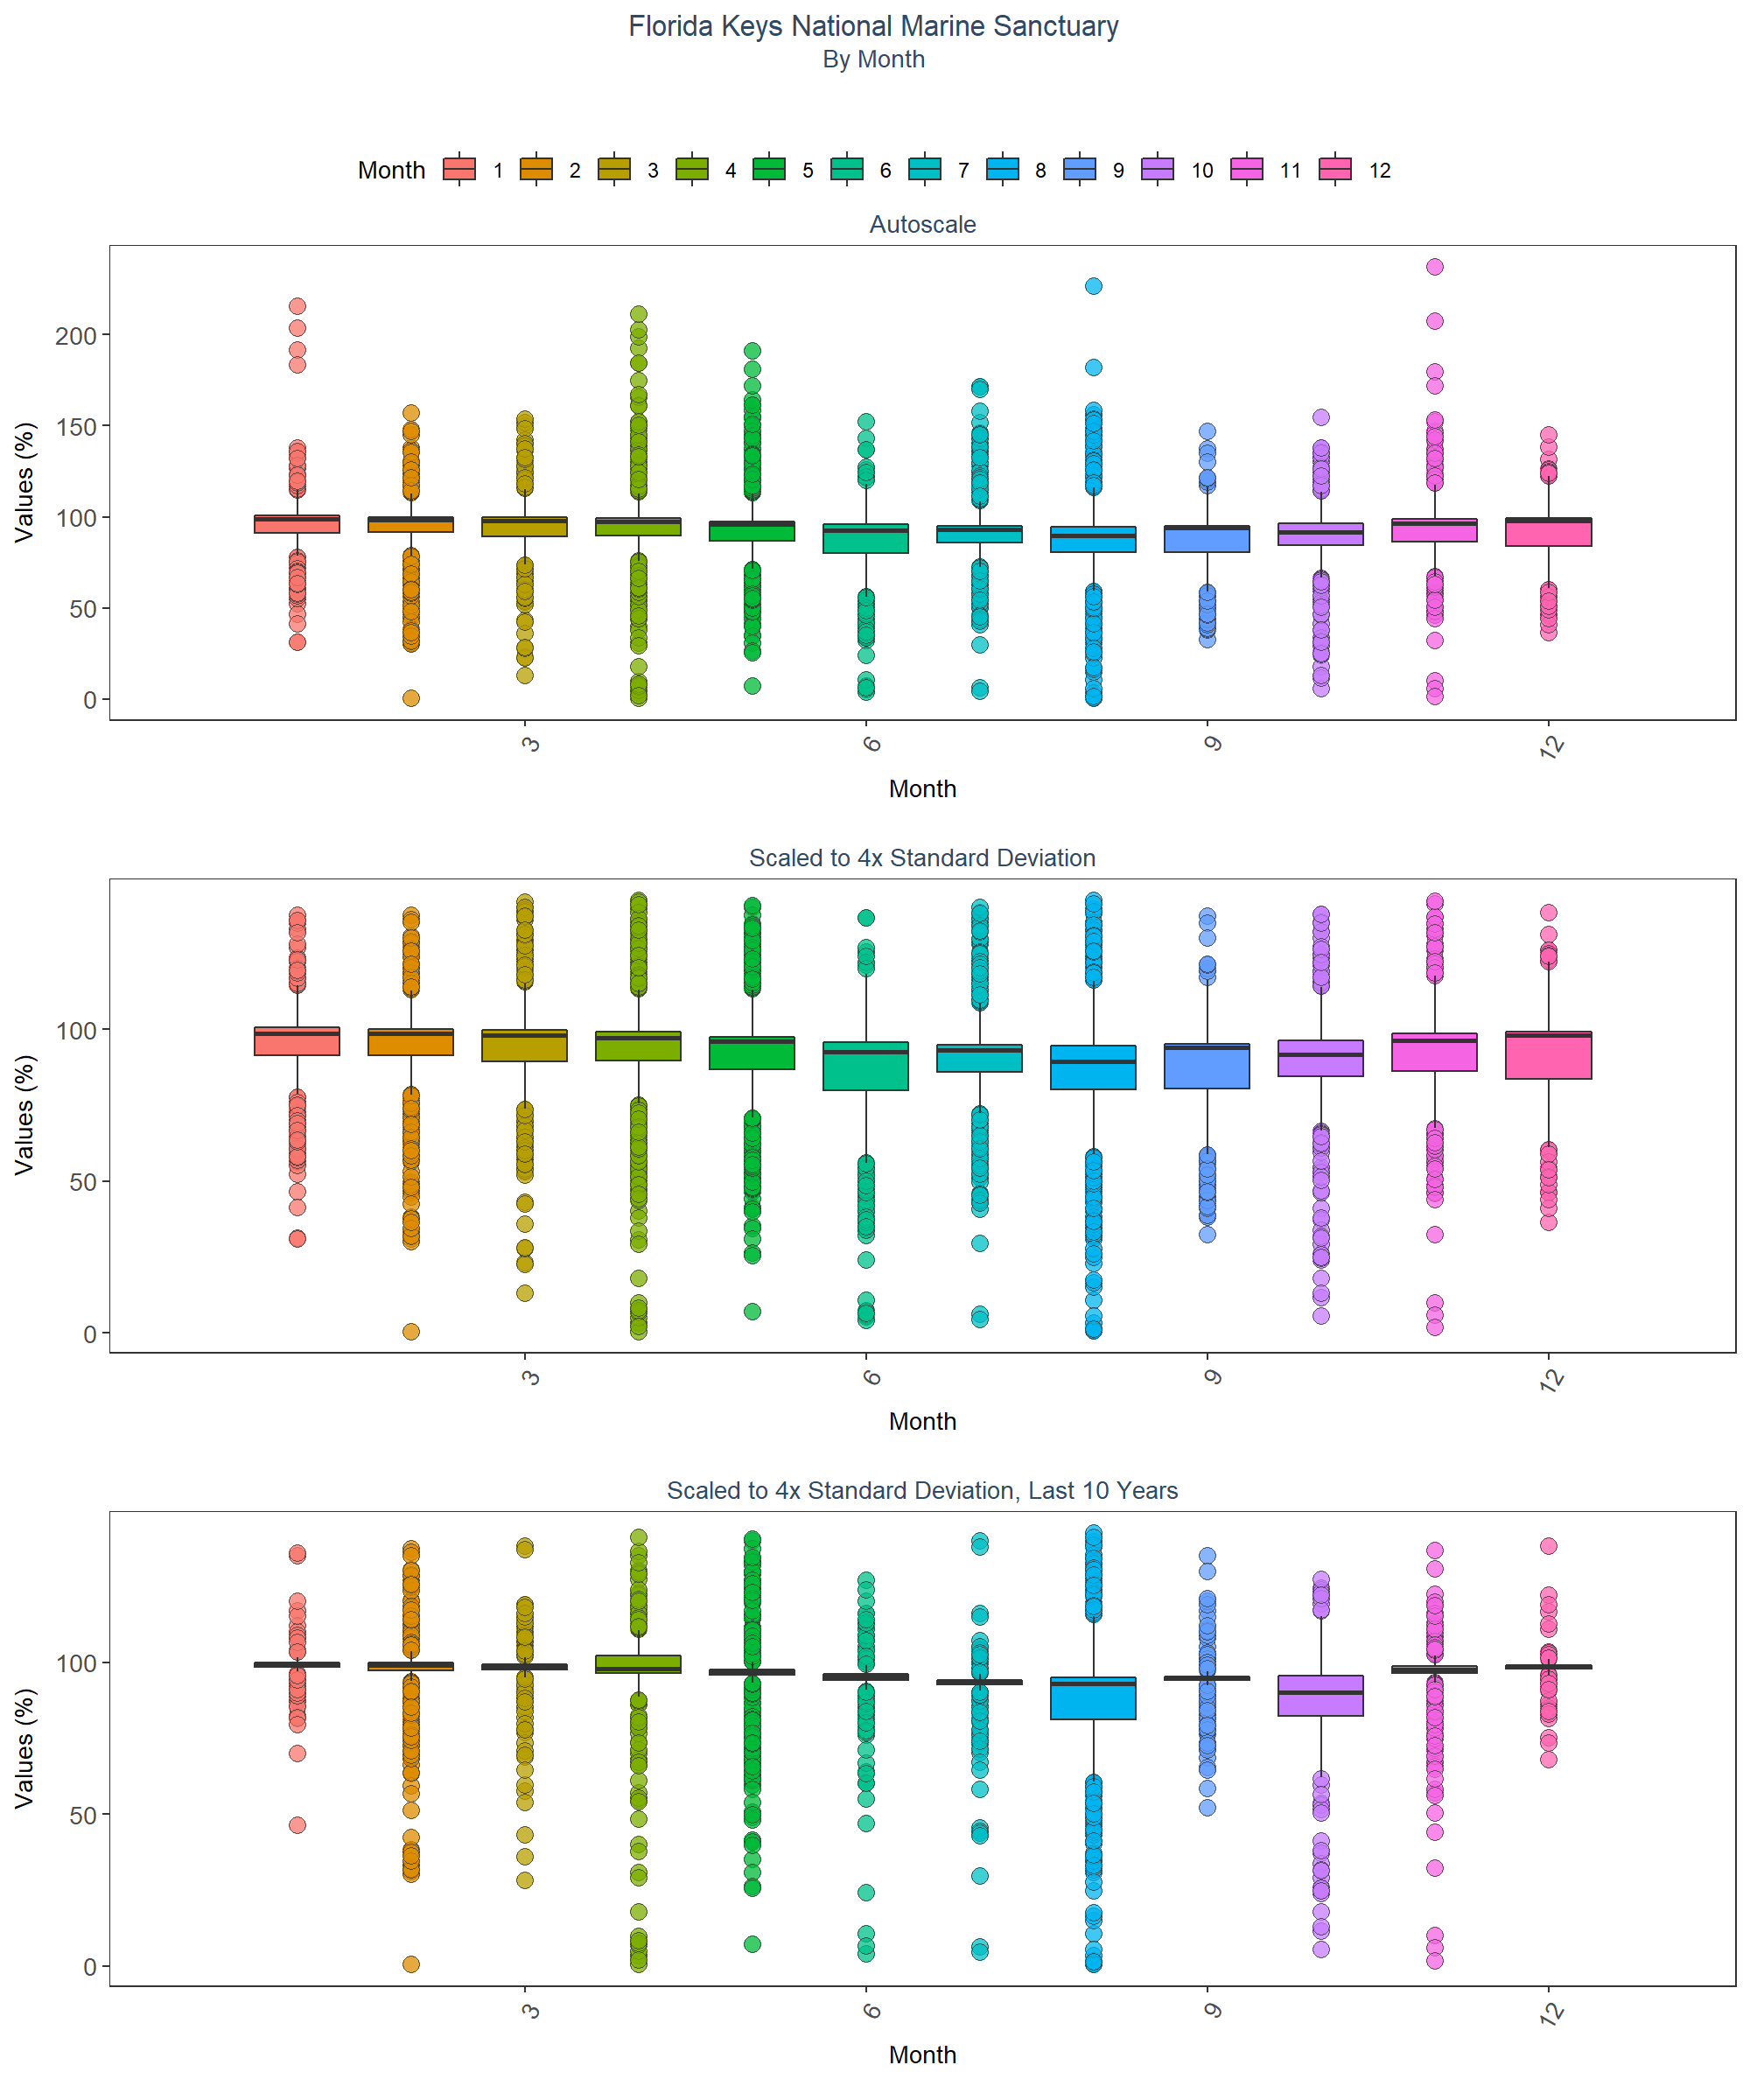 Florida Keys National Marine Sanctuary
By Month
Month 1 2 3 4 5 6 7 8 9 10 11 12
Autoscale
Values (%)
200
150
100
50
0
3 6 9 12
Month
Scaled to 4x Standard Deviation
Values (%)
100
50
0
3 6 9 12
Month
Scaled to 4x Standard Deviation, Last 10 Years
Values (%)
100
50
0
3 6 9 12
Month